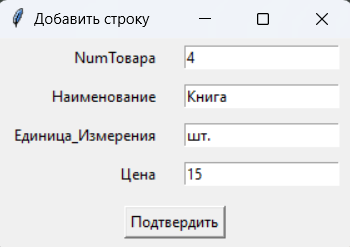 Добавить строку
NumТовара 4
Наименование Книга
Единица_Измерения шт.
Цена 15
Подтвердить